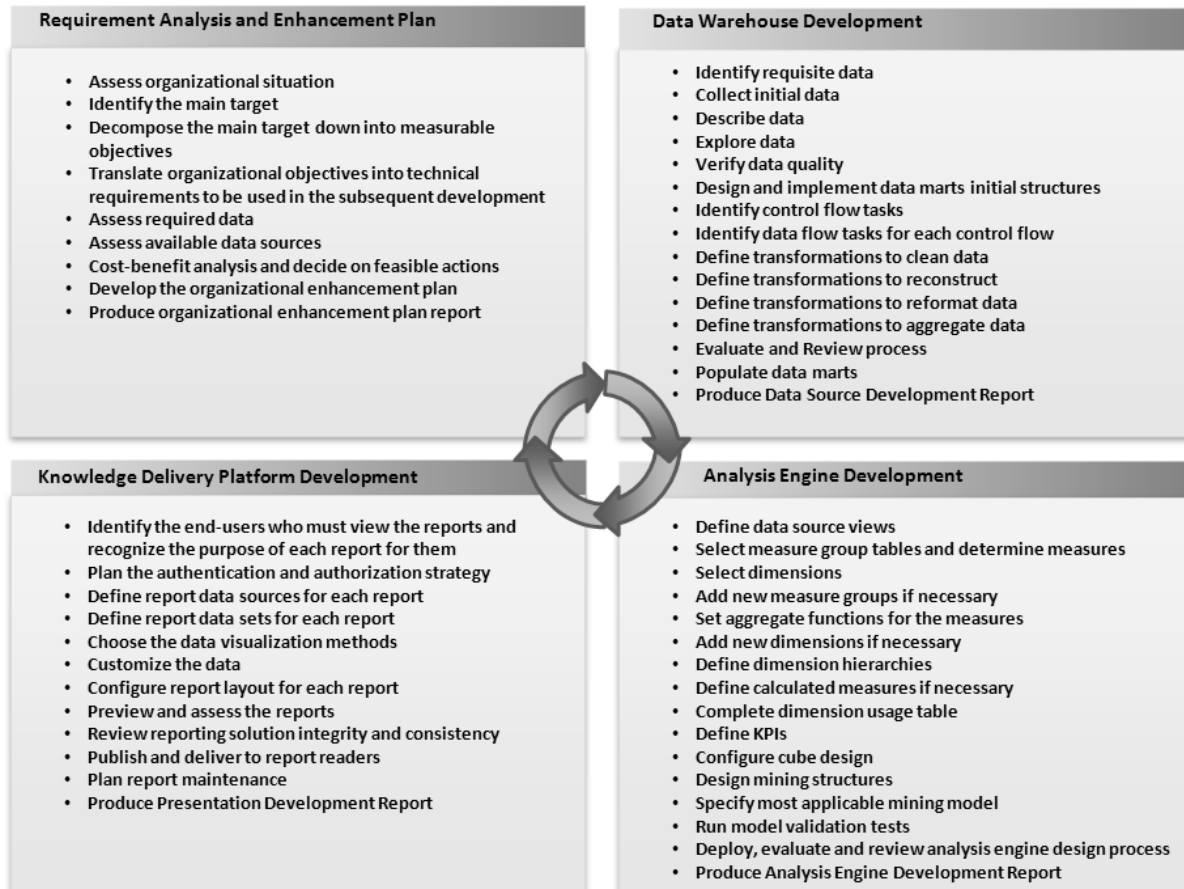 Requirement Analysis and Enhancement Plan
• Assess organizational situation
• Identify the main target
• Decompose the main target down into measurable
objectives
• Translate organizational objectives into technical
requirements to be used in the subsequent development
• Assess required data
• Assess available data sources
• Cost-benefit analysis and decide on feasible actions
• Develop the organizational enhancement plan
• Produce organizational enhancement plan report
Data Warehouse Development
• Identify requisite data
• Collect initial data
• Describe data
• Explore data
• Verify data quality
• Design and implement data marts initial structures
• Identify control flow tasks
• Identify data flow tasks for each control flow
• Define transformations to clean data
• Define transformations to reconstruct
• Define transformations to reformat data
• Define transformations to aggregate data
• Evaluate and Review process
• Populate data marts
• Produce Data Source Development Report
Knowledge Delivery Platform Development
• Identify the end-users who must view the reports and
recognize the purpose of each report for them
• Plan the authentication and authorization strategy
• Define report data sources for each report
• Define report data sets for each report
• Choose the data visualization methods
• Customize the data
• Configure report layout for each report
• Preview and assess the reports
• Review reporting solution integrity and consistency
• Publish and deliver to report readers
• Plan report maintenance
• Produce Presentation Development Report
Analysis Engine Development
• Define data source views
• Select measure group tables and determine measures
• Select dimensions
• Add new measure groups if necessary
• Set aggregate functions for the measures
• Add new dimensions if necessary
• Define dimension hierarchies
• Define calculated measures if necessary
• Complete dimension usage table
• Define KPIs
• Configure cube design
• Design mining structures
• Specify most applicable mining model
• Run model validation tests
• Deploy, evaluate and review analysis engine design process
• Produce Analysis Engine Development Report